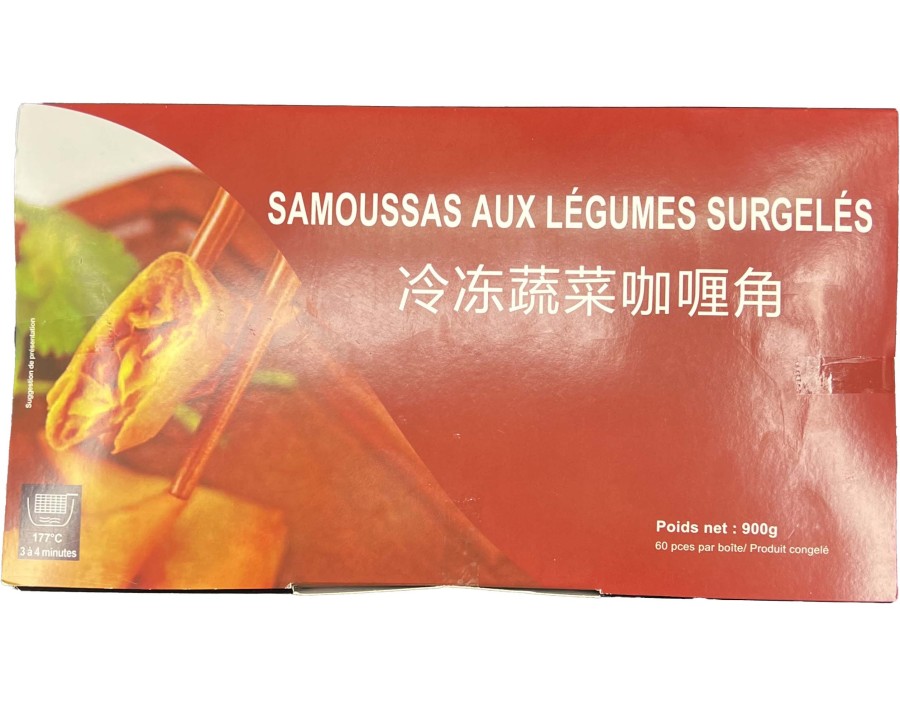 SAMOUSSAS AUX LÉGUMES SURGELÉS
冷冻蔬菜咖喱角
Suggestion de présentation
177°C
3 à 4 minutes
Poids net : 900g
60 pces par boîte/ Produit congelé